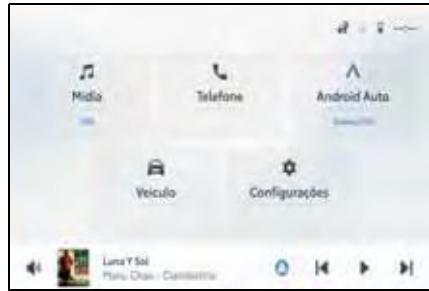 Mídia
Telefone
Android Auto
Veículo
Configurações
Luna Y Sol
Manu Chao - Clandestino